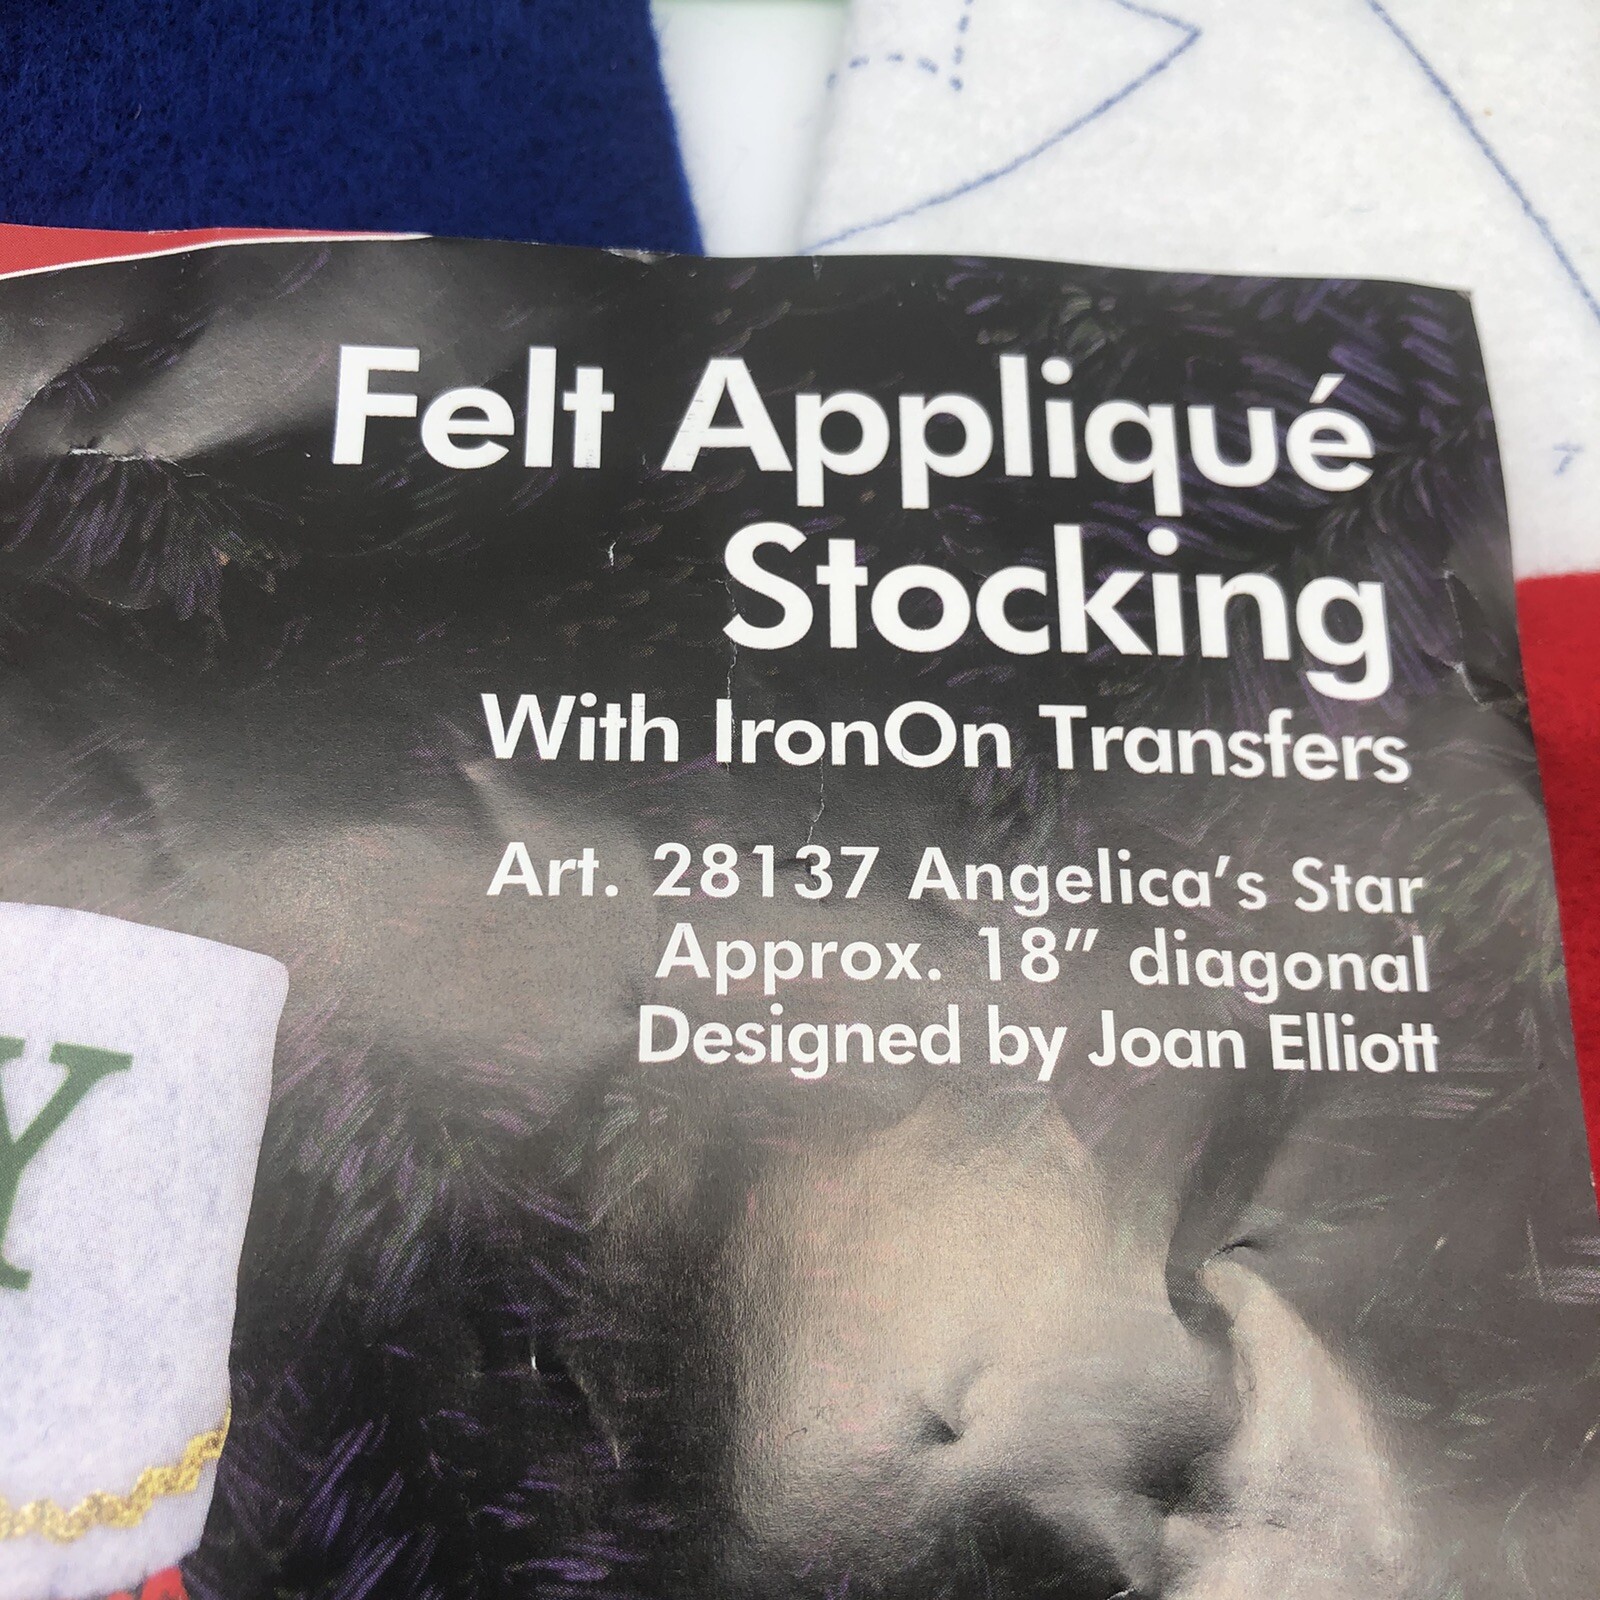 Felt Appliqué
Stocking
With IronOn Transfers
Art. 28137 Angelica’s Star
Approx. 18” diagonal
Designed by Joan Elliott
Y